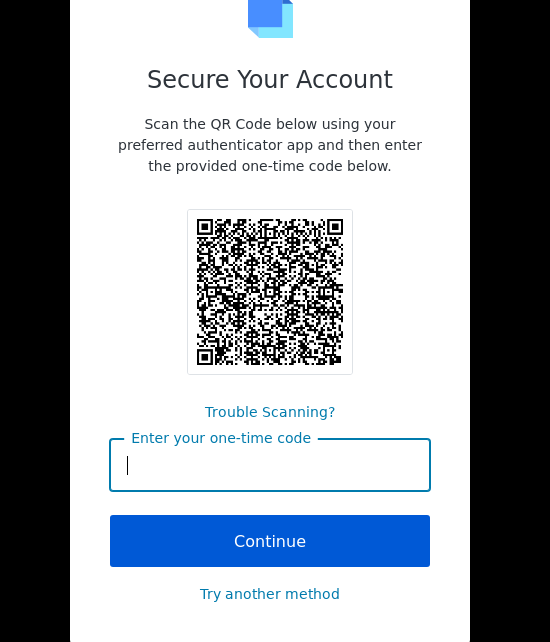 Secure Your Account
Scan the QR Code below using your
preferred authenticator app and then enter
the provided one-time code below.
Trouble Scanning?
Enter your one-time code
Continue
Try another method